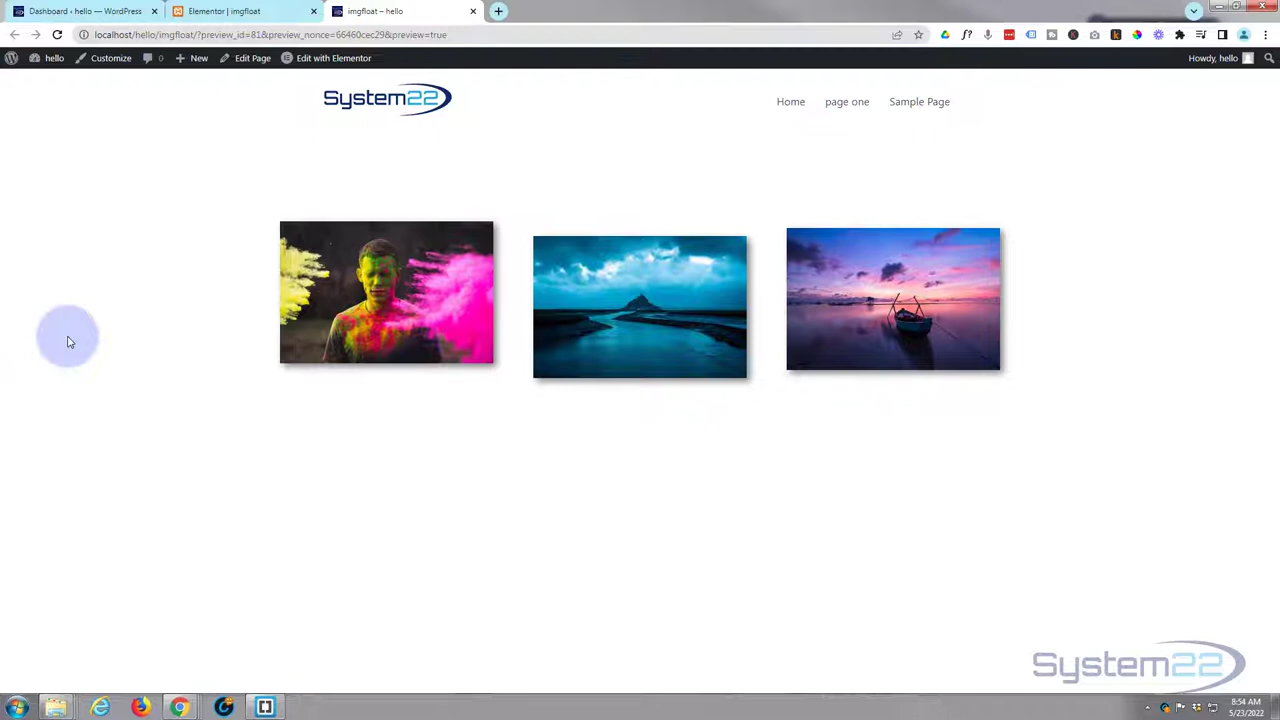 Dashboard ‹ hello — WordPress
Elementor | imgfloat
imgfloat – hello
localhost/hello/imgfloat/?preview_id=81&preview_nonce=66460cec29&preview=true
hello
Customize
0
New
Edit Page
Edit with Elementor
Howdy, hello
System22
Home
page one
Sample Page
System22
8:54 AM
5/23/2022